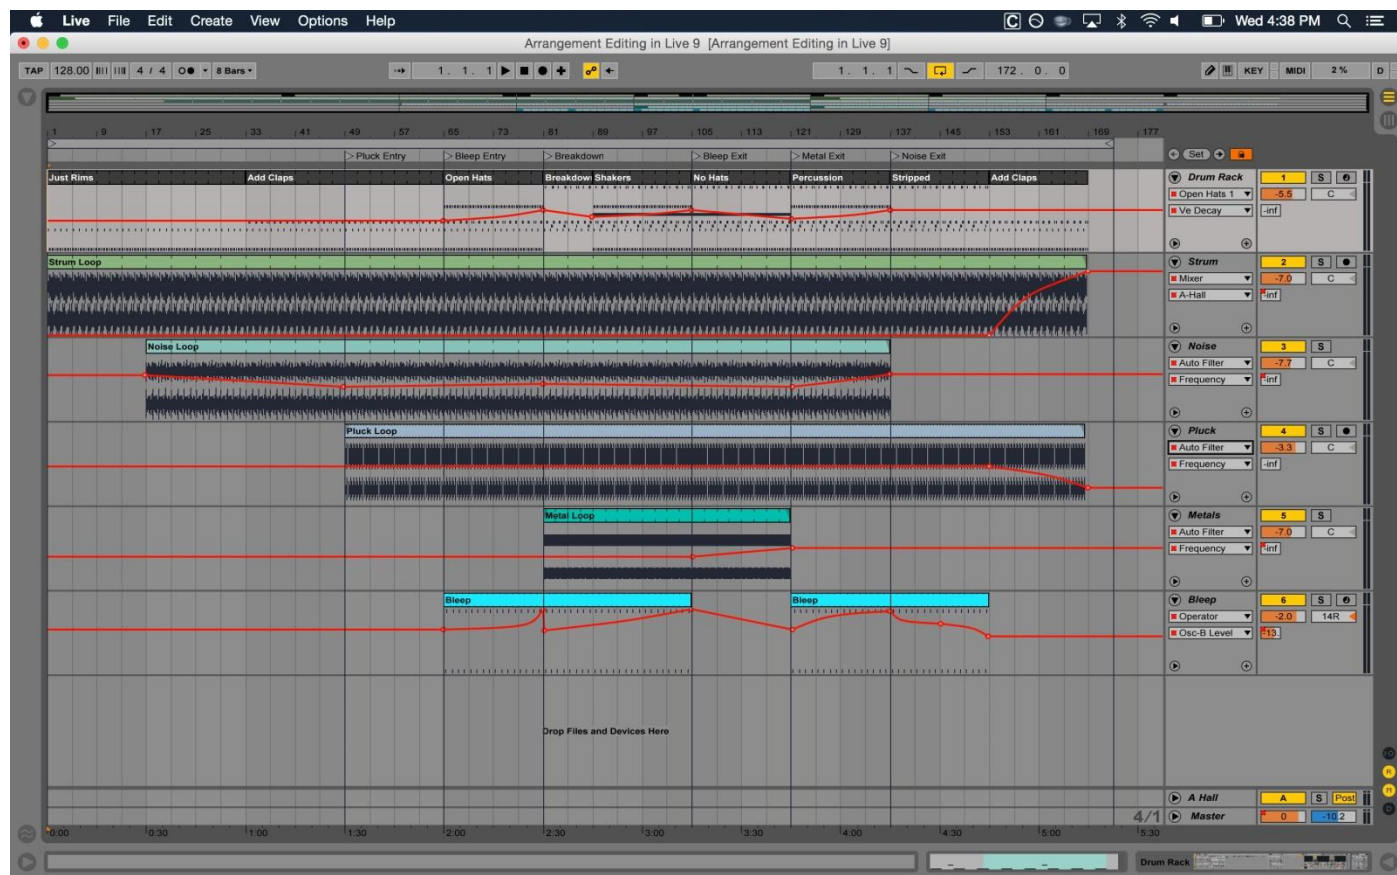 Live File Edit Create View Options Help Wed 4:38 PM
Arrangement Editing in Live 9 [Arrangement Editing in Live 9]
TAP 128.00 4 / 4 8 Bars 1. 1. 1 1. 1. 1 172. 0. 0 KEY MIDI 2 % D
1 9 17 25 33 41 49 57 65 73 81 89 97 105 113 121 129 137 145 153 161 169 177
Pluck Entry Bleep Entry Breakdown Bleep Exit Metal Exit Noise Exit Set
Just Rims Add Claps Open Hats Breakdown Shakers No Hats Percussion Stripped Add Claps Drum Rack 1 S
Open Hats 1 -5.5 C
Ve Decay -inf
Strum Loop Strum 2 S
Mixer -7.0 C
A-Hall -inf
Noise Loop Noise 3 S
Auto Filter -7.7 C
Frequency -inf
Pluck Loop Pluck 4 S
Auto Filter -3.3 C
Frequency -inf
Metal Loop Metals 5 S
Auto Filter -7.0 C
Frequency -inf
Bleep Bleep Bleep 6 S
Operator -2.0 14R
Osc-B Level -13.
Drop Files and Devices Here
A Hall A S Post
4/1 Master 0 -10.2
0:00 0:30 1:00 1:30 2:00 2:30 3:00 3:30 4:00 4:30 5:00 5:30
Drum Rack